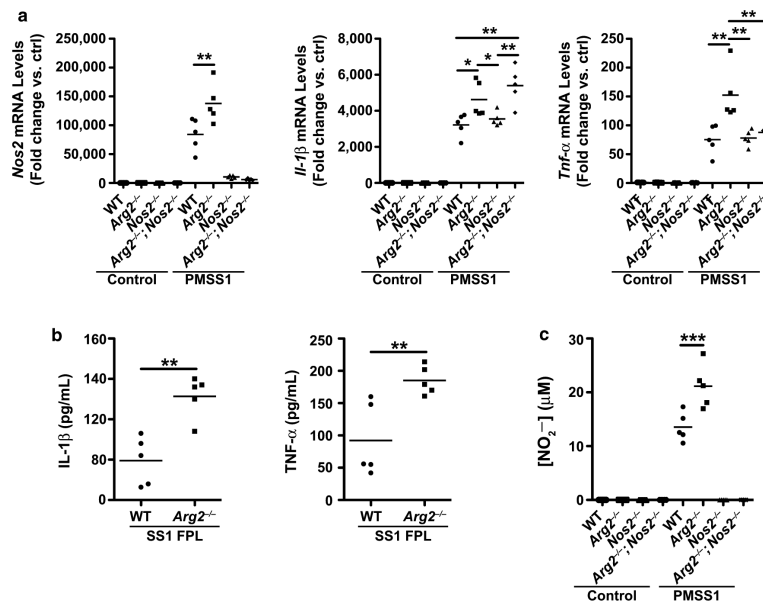 a
Nos2 mRNA Levels
(Fold change vs. ctrl)
250,000
200,000
150,000
100,000
50,000
0
**
WT
Arg2–/–
Nos2–/–
Arg2–/–;Nos2–/–
WT
Arg2–/–
Nos2–/–
Arg2–/–;Nos2–/–
Control
PMSS1
Il-1β mRNA Levels
(Fold change vs. ctrl)
8,000
6,000
4,000
2,000
0
**
*
*
**
WT
Arg2–/–
Nos2–/–
Arg2–/–;Nos2–/–
WT
Arg2–/–
Nos2–/–
Arg2–/–;Nos2–/–
Control
PMSS1
Tnf-α mRNA Levels
(Fold change vs. ctrl)
250
200
150
100
50
0
**
**
**
WT
Arg2–/–
Nos2–/–
Arg2–/–;Nos2–/–
WT
Arg2–/–
Nos2–/–
Arg2–/–;Nos2–/–
Control
PMSS1
b
IL-1β (pg/mL)
160
140
80
0
**
WT
Arg2–/–
SS1 FPL
TNF-α (pg/mL)
250
200
150
100
50
0
**
WT
Arg2–/–
SS1 FPL
c
[NO2−] (μM)
30
20
10
0
***
WT
Arg2–/–
Nos2–/–
Arg2–/–;Nos2–/–
WT
Arg2–/–
Nos2–/–
Arg2–/–;Nos2–/–
Control
PMSS1